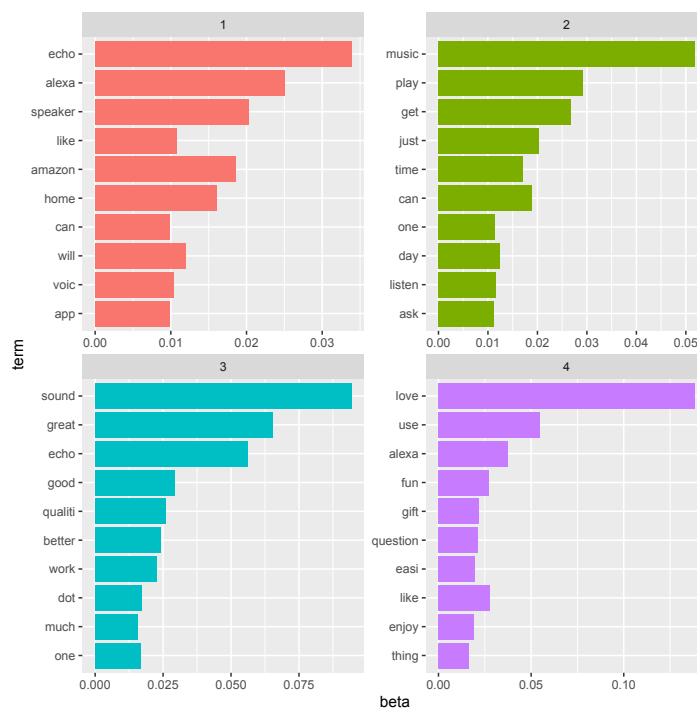 1
echo
alexa
speaker
like
amazon
home
can
will
voic
app
0.00 0.01 0.02 0.03
2
music
play
get
just
time
can
one
day
listen
ask
0.00 0.01 0.02 0.03 0.04 0.05
term
3
sound
great
echo
good
qualiti
better
work
dot
much
one
0.000 0.025 0.050 0.075
4
love
use
alexa
fun
gift
question
easi
like
enjoy
thing
0.00 0.05 0.10
beta